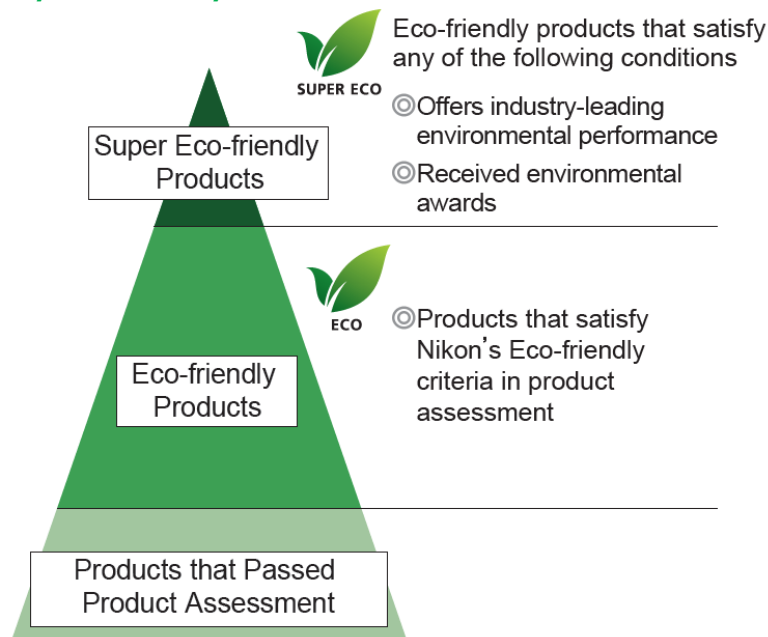 Eco-friendly products that satisfy
any of the following conditions
SUPER ECO
◎Offers industry-leading
environmental performance
◎Received environmental
awards
Super Eco-friendly
Products
ECO
◎Products that satisfy
Nikon's Eco-friendly
criteria in product
assessment
Eco-friendly
Products
Products that Passed
Product Assessment